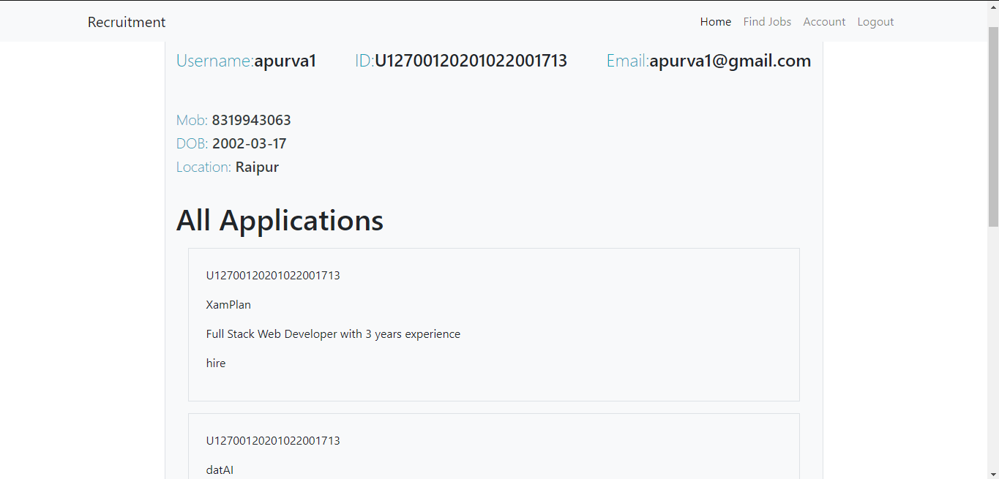 Recruitment Home Find Jobs Account Logout
Username:apurva1 ID:U12700120201022001713 Email:apurva1@gmail.com
Mob: 8319943063
DOB: 2002-03-17
Location: Raipur
All Applications
U12700120201022001713
XamPlan
Full Stack Web Developer with 3 years experience
hire
U12700120201022001713
datAI